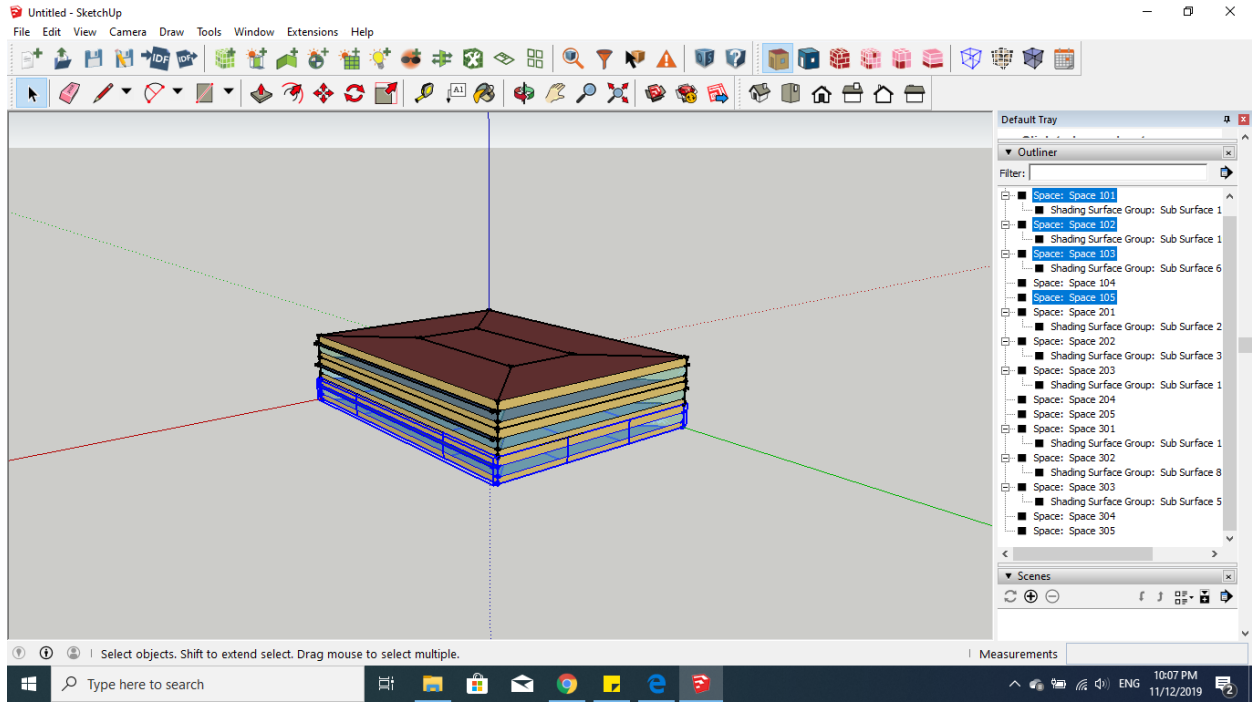 Untitled - SketchUp
File Edit View Camera Draw Tools Window Extensions Help
IDF IDF
A1
Default Tray
Outliner
Filter:
Space: Space 101
Shading Surface Group: Sub Surface 1
Space: Space 102
Shading Surface Group: Sub Surface 1
Space: Space 103
Shading Surface Group: Sub Surface 6
Space: Space 104
Space: Space 105
Space: Space 201
Shading Surface Group: Sub Surface 2
Space: Space 202
Shading Surface Group: Sub Surface 3
Space: Space 203
Shading Surface Group: Sub Surface 1
Space: Space 204
Space: Space 205
Space: Space 301
Shading Surface Group: Sub Surface 1
Space: Space 302
Shading Surface Group: Sub Surface 8
Space: Space 303
Shading Surface Group: Sub Surface 5
Space: Space 304
Space: Space 305
Scenes
Select objects. Shift to extend select. Drag mouse to select multiple.
Measurements
Type here to search
ENG
10:07 PM
11/12/2019
2